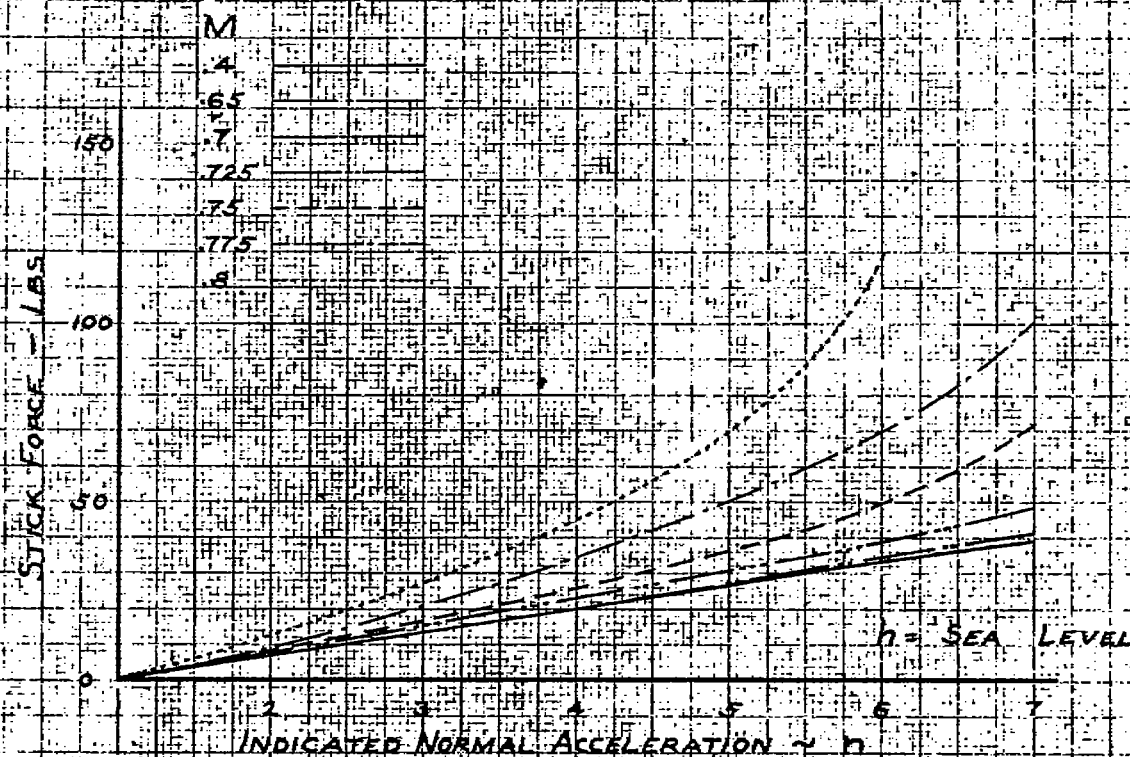 M
.4
.65
.7
.725
.75
.775
.8
150
100
50
0
STICK FORCE - LBS
h = SEA LEVEL
2 3 4 5 6 7
INDICATED NORMAL ACCELERATION ~ n